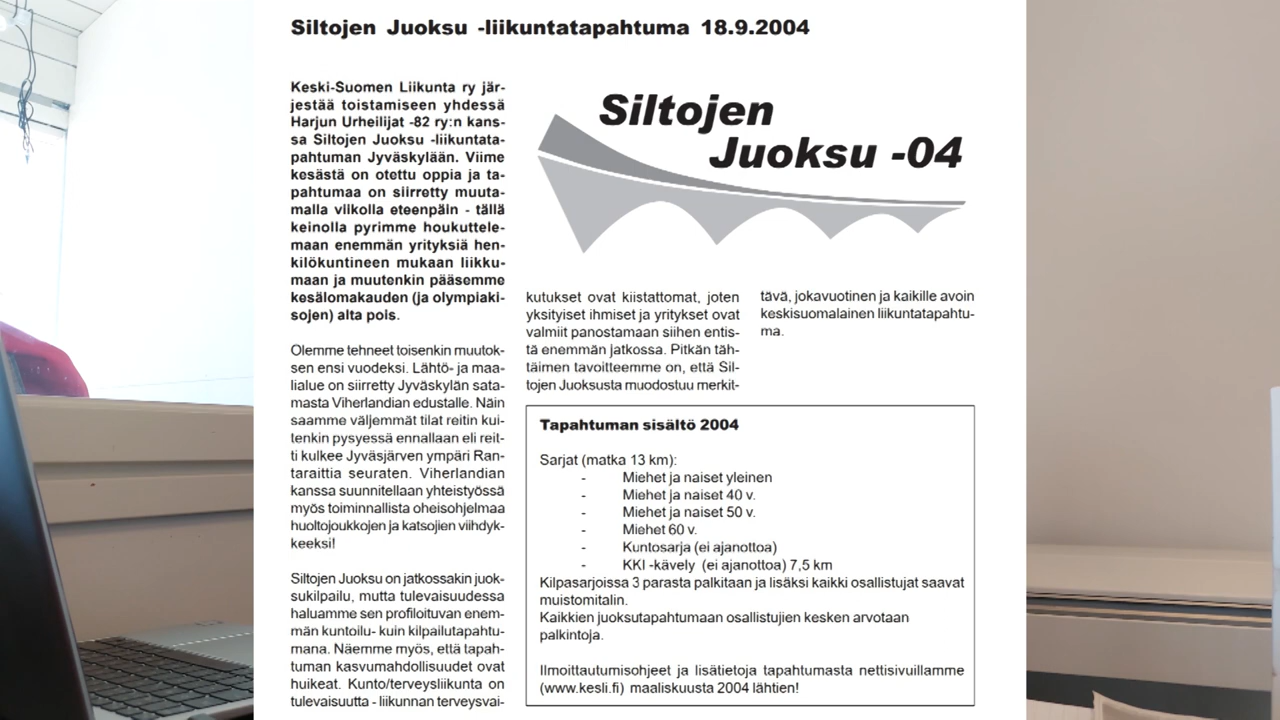 Siltojen Juoksu -liikuntatapahtuma 18.9.2004
Keski-Suomen Liikunta ry jär-
jestää toistamiseen yhdessä
Harjun Urheilijat -82 ry:n kans-
sa Siltojen Juoksu -liikuntata-
pahtuman Jyväskylään. Viime
kesästä on otettu oppia ja ta-
pahtumaa on siirretty muuta-
malla viikolla eteenpäin - tällä
keinolla pyrimme houkuttele-
maan enemmän yrityksiä hen-
kilökuntineen mukaan liikku-
maan ja muutenkin pääsemme
kesälomakauden (ja olympiaki-
sojen) alta pois.
Olemme tehneet toisenkin muutok-
sen ensi vuodeksi. Lähtö- ja maa-
lialue on siirretty Jyväskylän sata-
masta Viherlandian edustalle. Näin
saamme väljemmät tilat reitin kui-
tenkin pysyessä ennallaan eli reit-
ti kulkee Jyväsjärven ympäri Ran-
taraittia seuraten. Viherlandian
kanssa suunnitellaan yhteistyössä
myös toiminnallista oheisohjelmaa
huoltojoukkojen ja katsojien viihdyk-
keeksi!
Siltojen Juoksu on jatkossakin juok-
sukilpailu, mutta tulevaisuudessa
haluamme sen profiloituvan enem-
män kuntoilu- kuin kilpailutapahtu-
mana. Näemme myös, että tapah-
tuman kasvumahdollisuudet ovat
huikeat. Kunto/terveysliikunta on
tulevaisuutta - liikunnan terveysvai-
Siltojen
Juoksu -04
kutukset ovat kiistattomat, joten
yksityiset ihmiset ja yritykset ovat
valmiit panostamaan siihen entis-
tä enemmän jatkossa. Pitkän täh-
täimen tavoitteemme on, että Sil-
tojen Juoksusta muodostuu merkit-
tävä, jokavuotinen ja kaikille avoin
keskisuomalainen liikuntatapahtu-
ma.
Tapahtuman sisältö 2004
Sarjat (matka 13 km):
- Miehet ja naiset yleinen
- Miehet ja naiset 40 v.
- Miehet ja naiset 50 v.
- Miehet 60 v.
- Kuntosarja (ei ajanottoa)
- KKI -kävely (ei ajanottoa) 7,5 km
Kilpasarjoissa 3 parasta palkitaan ja lisäksi kaikki osallistujat saavat
muistomitalin.
Kaikkien juoksutapahtumaan osallistujien kesken arvotaan
palkintoja.
Ilmoittautumisohjeet ja lisätietoja tapahtumasta nettisivuillamme
(www.kesli.fi) maaliskuusta 2004 lähtien!